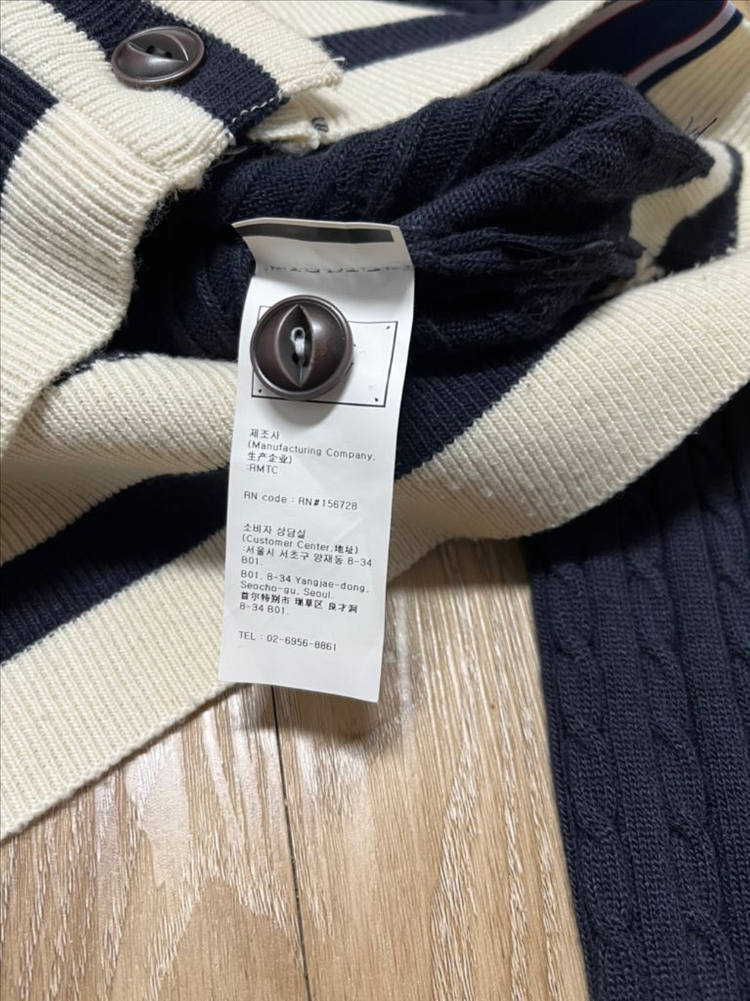 제조사
(Manufacturing Company,
生产企业)
:RMTC
RN code : RN#156728
소비자 상담실
(Customer Center,地址)
:서울시 서초구 양재동 8-34
B01.
B01, 8-34 Yangjae-dong,
Seocho-gu, Seoul.
首尔特别市 瑞草区 良才洞
8-34 B01.
TEL : 02-6956-8861